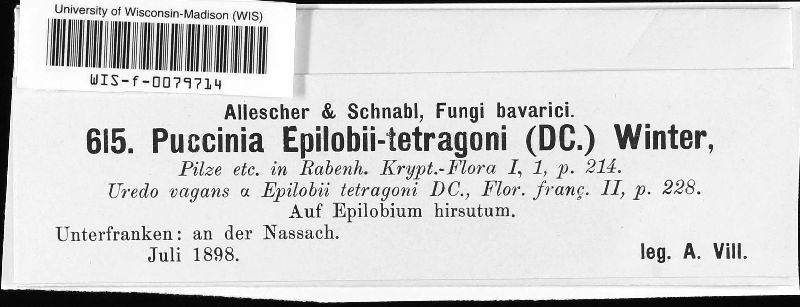 University of Wisconsin-Madison (WIS)
WIS-f-0079714
Allescher & Schnabl, Fungi bavarici.
615. Puccinia Epilobii-tetragoni (DC.) Winter,
Pilze etc. in Rabenh. Krypt.-Flora I, 1, p. 214.
Uredo vagans α Epilobii tetragoni DC., Flor. franç. II, p. 228.
Auf Epilobium hirsutum.
Unterfranken: an der Nassach.
Juli 1898.
leg. A. Vill.